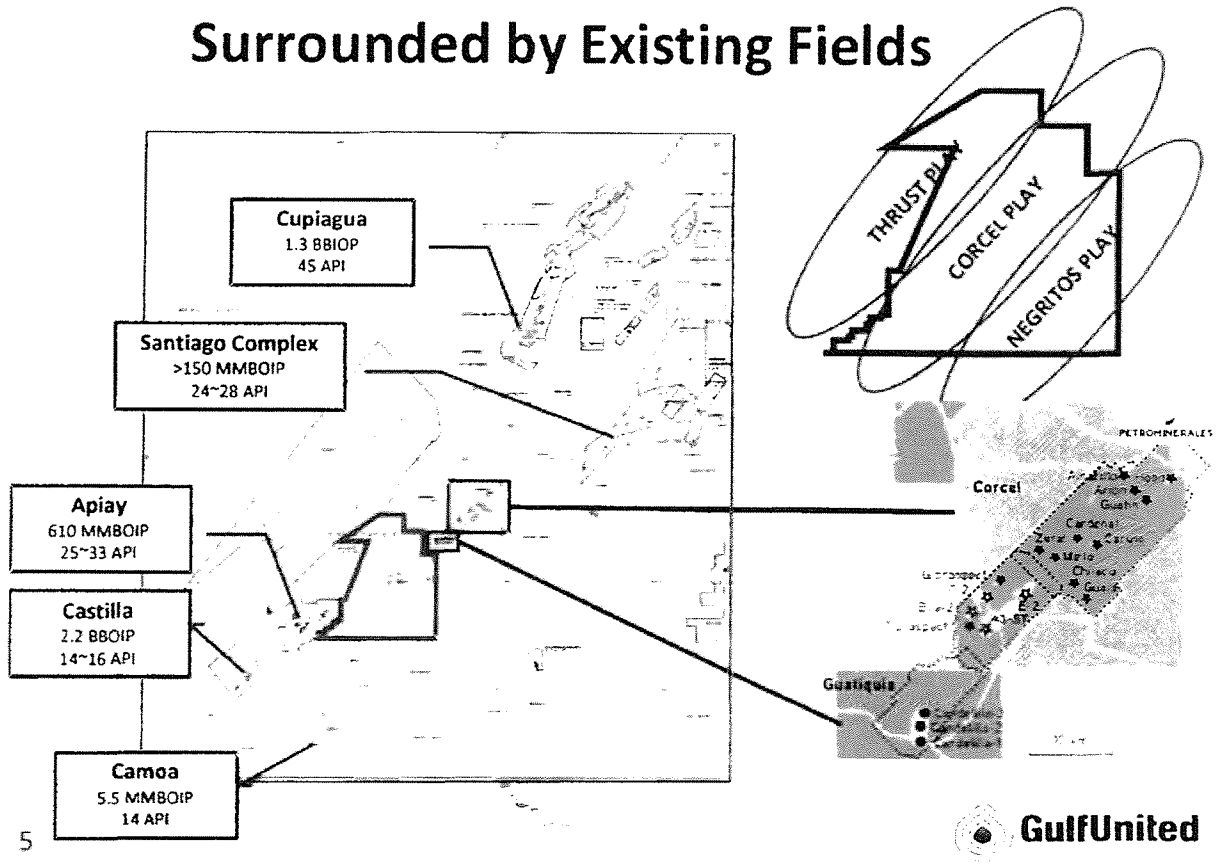 Surrounded by Existing Fields
Cupiagua
1.3 BBIOP
45 API
Santiago Complex
>150 MMBOIP
24~28 API
Apiay
610 MMBOIP
25~33 API
Castilla
2.2 BBOIP
14~16 API
Camoa
5.5 MMBOIP
14 API
THRUST PLAY
CORCEL PLAY
NEGRITOS PLAY
PETROMINERALES
Corcel
Cardenal
Guatiquia
5
GulfUnited